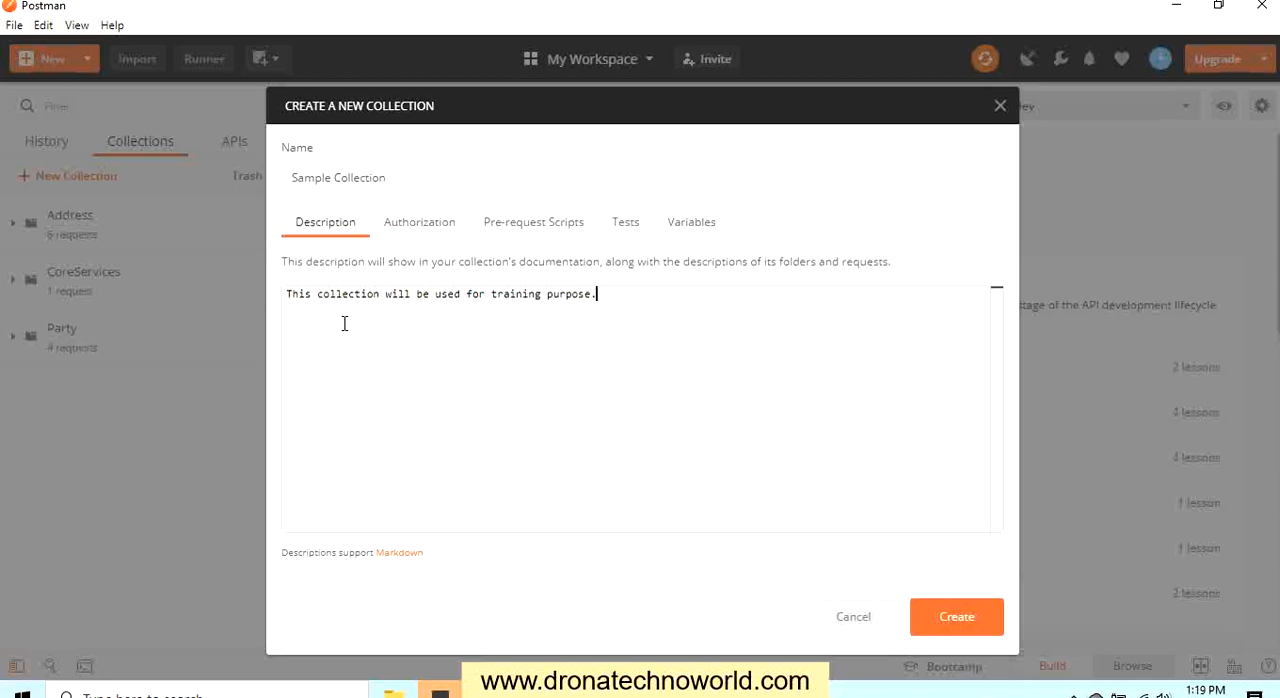 Postman
File Edit View Help
New Import Runner My Workspace Invite Upgrade
Filter
History Collections APIs
+ New Collection Trash
Address
6 requests
CoreServices
1 request
Party
4 requests
CREATE A NEW COLLECTION
Name
Sample Collection
Description Authorization Pre-request Scripts Tests Variables
This description will show in your collection's documentation, along with the descriptions of its folders and requests.
This collection will be used for training purpose.
Descriptions support Markdown
Cancel Create
of the API development lifecycle
2 lessons
4 lessons
4 lessons
1 lesson
1 lesson
2 lessons
Bootcamp Build Browse
www.dronatechnoworld.com
Type here to search
1:19 PM